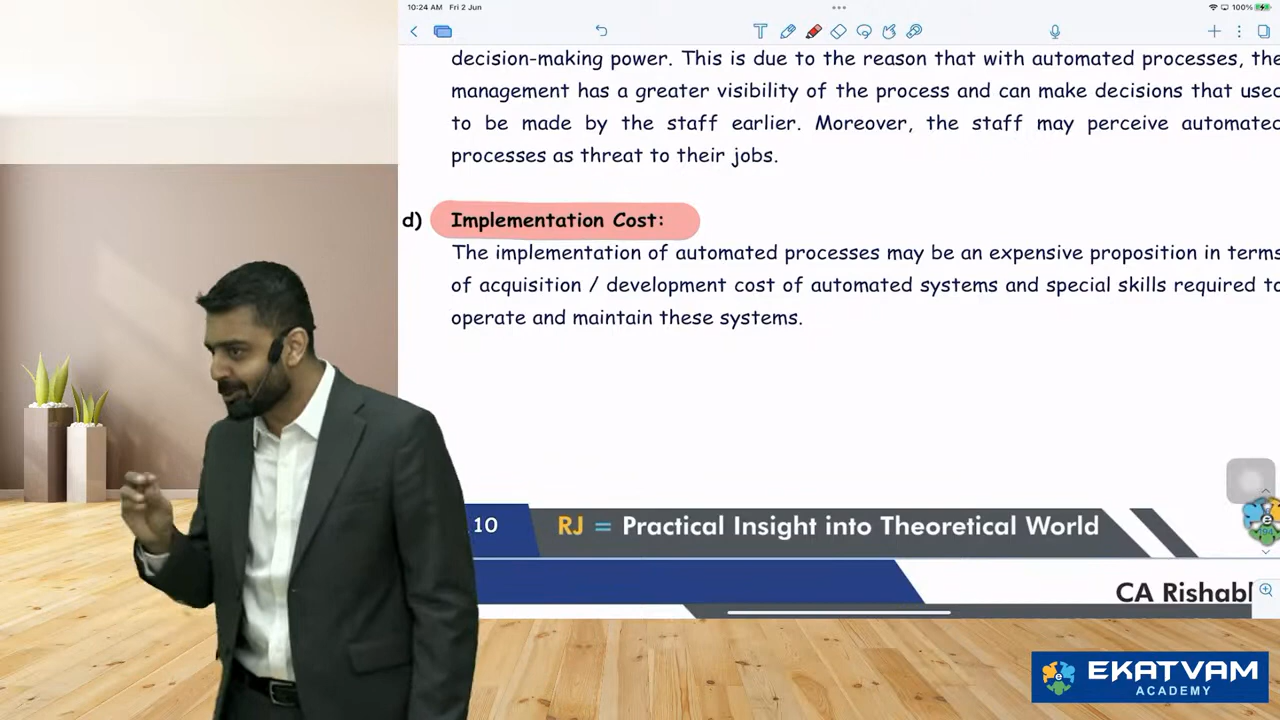 10:24 AM Fri 2 Jun
100%
decision-making power. This is due to the reason that with automated processes, the
management has a greater visibility of the process and can make decisions that used
to be made by the staff earlier. Moreover, the staff may perceive automated
processes as threat to their jobs.
d) Implementation Cost:
The implementation of automated processes may be an expensive proposition in terms
of acquisition / development cost of automated systems and special skills required to
operate and maintain these systems.
10 RJ = Practical Insight into Theoretical World
CA Rishabh
EKATVAM
ACADEMY